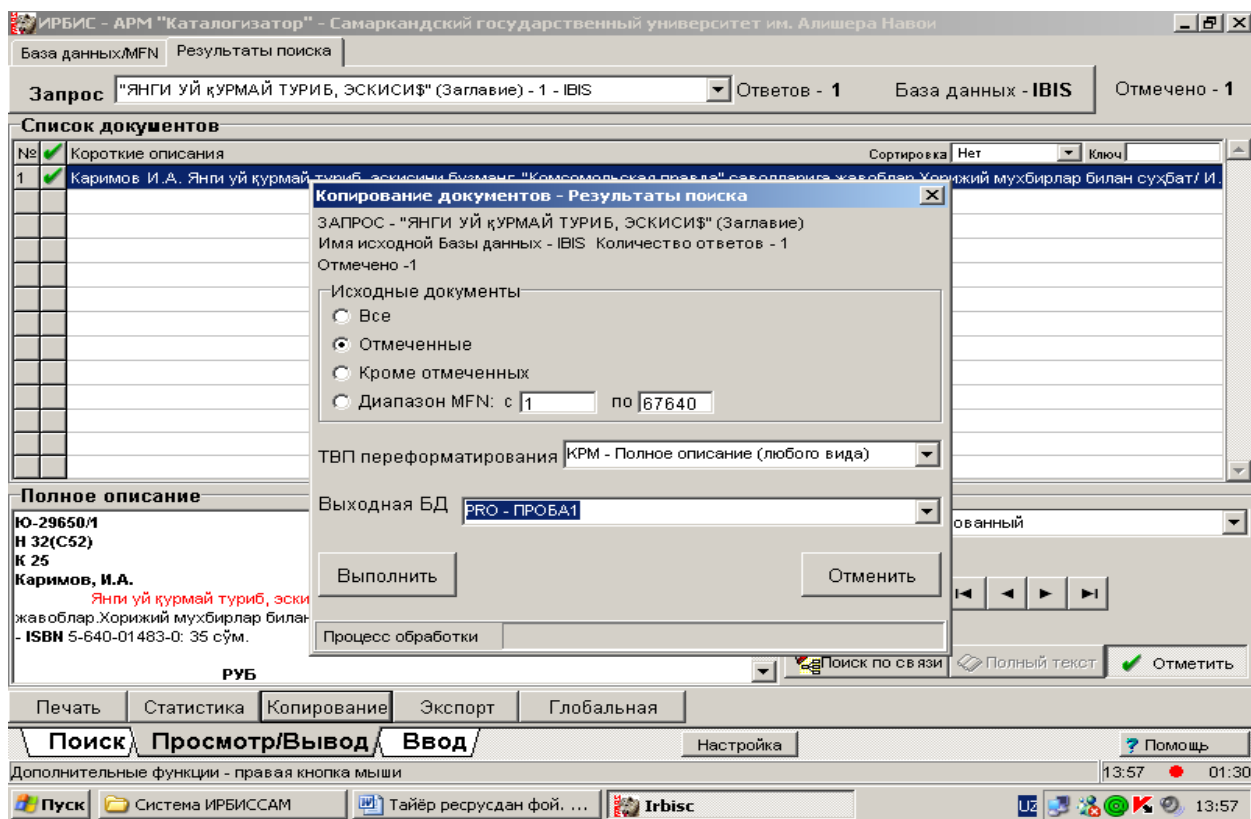 ИРБИС - АРМ "Каталогизатор" - Самаркандский государственный университет им. Алишера Навои
База данных/MFN Результаты поиска
Запрос "ЯНГИ УЙ қУРМАЙ ТУРИБ, ЭСКИСИ$" (Заглавие) - 1 - IBIS Ответов - 1 База данных - IBIS Отмечено - 1
Список документов
№ Короткие описания Сортировка Нет Ключ
1 Каримов И.А. Янги уй қурмай туриб, эскисини бузманг. "Комсомольская правда" саволларига жавоблар.Хорижий мухбирлар билан суҳбат/ И.
Копирование документов - Результаты поиска
ЗАПРОС - "ЯНГИ УЙ қУРМАЙ ТУРИБ, ЭСКИСИ$" (Заглавие)
Имя исходной Базы данных - IBIS Количество ответов - 1
Отмечено -1
Исходные документы
Все
Отмеченные
Кроме отмеченных
Диапазон MFN: с 1 по 67640
ТВП переформатирования КРМ - Полное описание (любого вида)
Выходная БД PRO - ПРОБА1
Выполнить Отменить
Процесс обработки
Полное описание
Ю-29650/1
Н 32(С52)
К 25
Каримов, И.А.
Янги уй қурмай туриб, эски
жавоблар.Хорижий мухбирлар билан
- ISBN 5-640-01483-0: 35 сўм.
РУБ
ованный
Поиск по связи Полный текст Отметить
Печать Статистика Копирование Экспорт Глобальная
Поиск Просмотр/Вывод Ввод Настройка Помощь
Дополнительные функции - правая кнопка мыши 13:57 01:30
Пуск Система ИРБИССАМ Тайёр ресрусдан фой. ... Irbisc UZ 13:57